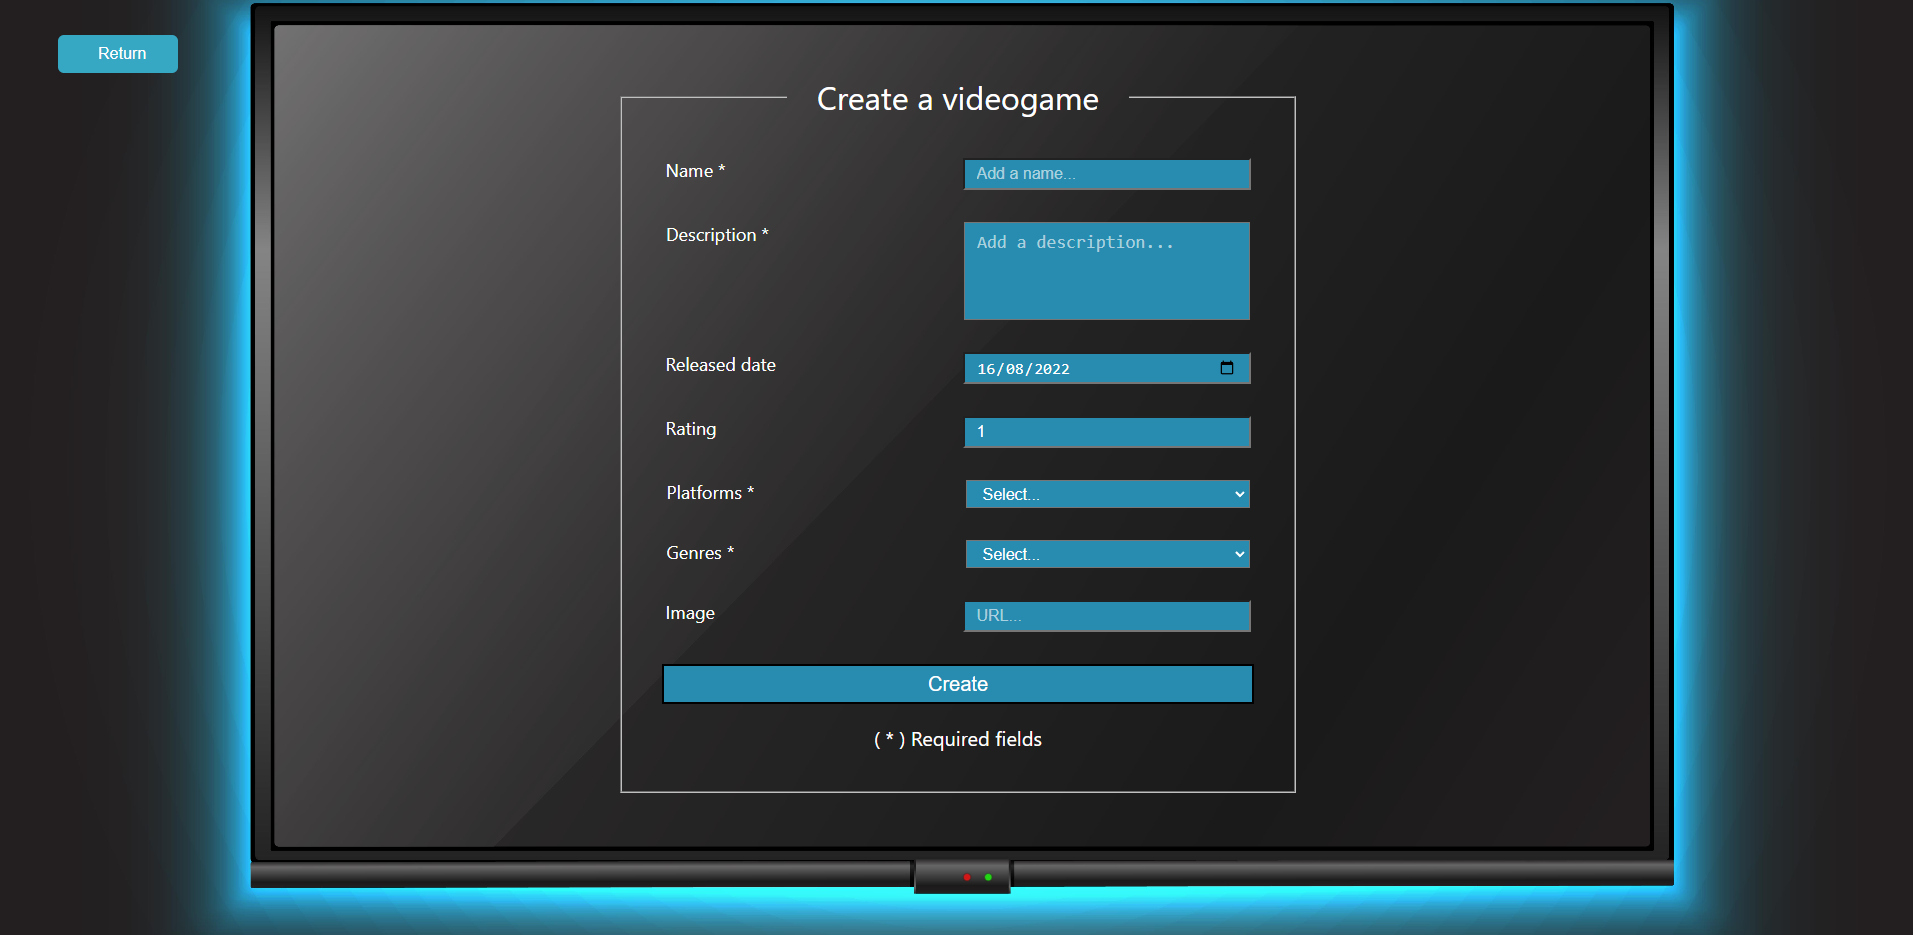 Return
Create a videogame
Name *
Add a name...
Description *
Add a description...
Released date
16/08/2022
Rating
1
Platforms *
Select...
Genres *
Select...
Image
URL...
Create
( * ) Required fields